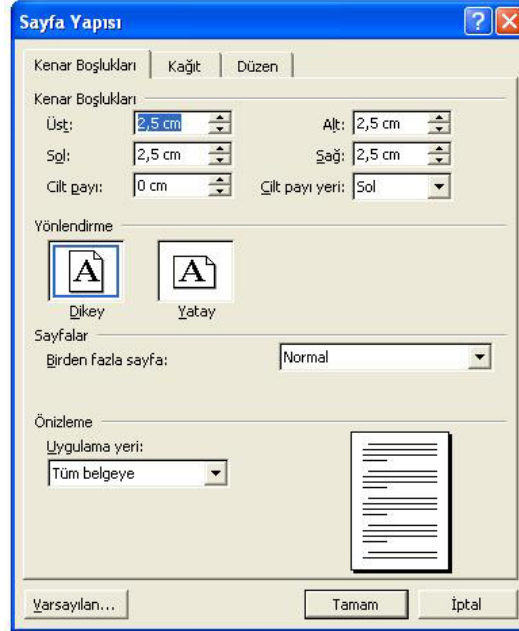 Sayfa Yapısı
Kenar Boşlukları Kağıt Düzen
Kenar Boşlukları
Üst: 2,5 cm Alt: 2,5 cm
Sol: 2,5 cm Sağ: 2,5 cm
Cilt payı: 0 cm Cilt payı yeri: Sol
Yönlendirme
A A
Dikey Yatay
Sayfalar
Birden fazla sayfa: Normal
Önizleme
Uygulama yeri:
Tüm belgeye
Varsayılan... Tamam İptal